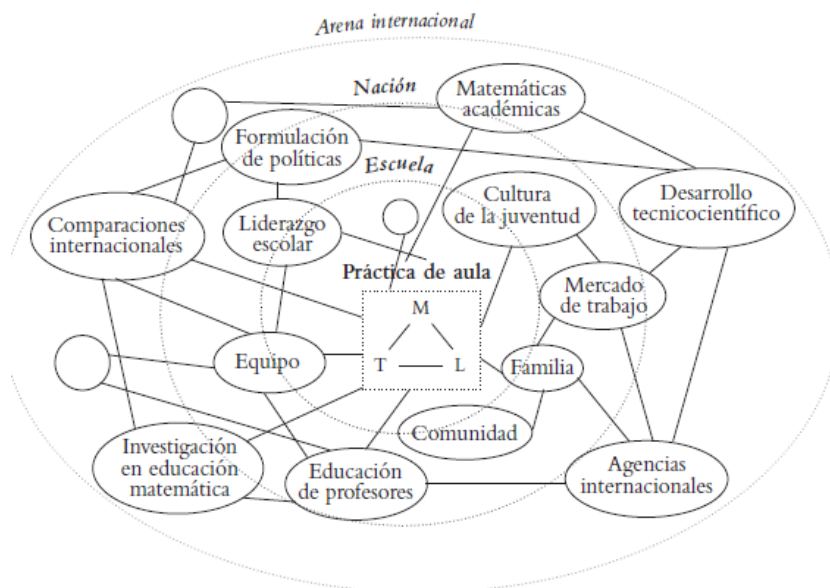 Arena internacional
Nación
Matemáticas
académicas
Formulación
de políticas
Escuela
Cultura
de la juventud
Desarrollo
tecnicocientífico
Comparaciones
internacionales
Liderazgo
escolar
Práctica de aula
Mercado
de trabajo
M
T
L
Equipo
Familia
Comunidad
Investigación
en educación
matemática
Educación
de profesores
Agencias
internacionales